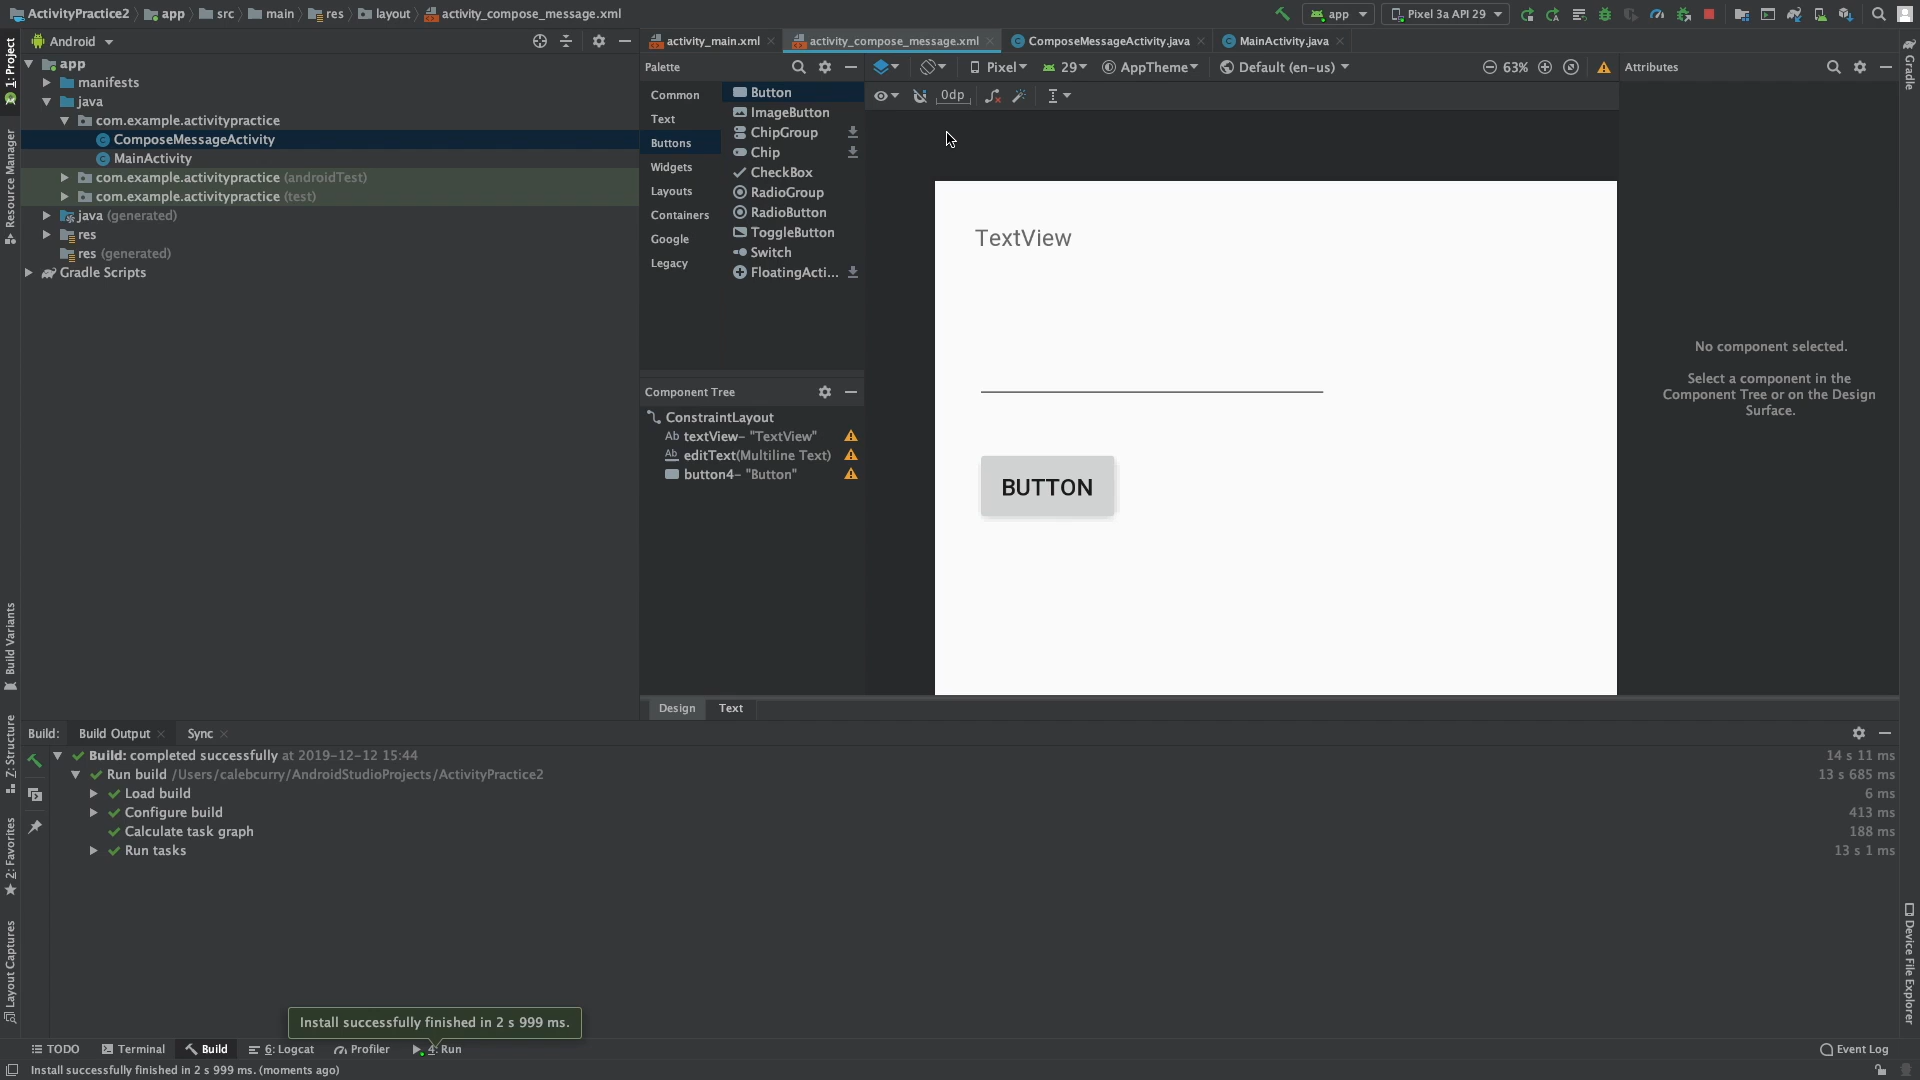 ActivityPractice2 app src main res layout activity_compose_message.xml
app Pixel 3a API 29
1: Project
Resource Manager
Build Variants
Z: Structure
2: Favorites
Layout Captures
Android
app
manifests
java
com.example.activitypractice
ComposeMessageActivity
MainActivity
com.example.activitypractice (androidTest)
com.example.activitypractice (test)
java (generated)
res
res (generated)
Gradle Scripts
activity_main.xml activity_compose_message.xml ComposeMessageActivity.java MainActivity.java
Palette
Common
Text
Buttons
Widgets
Layouts
Containers
Google
Legacy
Button
ImageButton
ChipGroup
Chip
CheckBox
RadioGroup
RadioButton
ToggleButton
Switch
FloatingActi...
Component Tree
ConstraintLayout
Ab textView- "TextView"
Ab editText(Multiline Text)
button4- "Button"
Pixel 29 AppTheme Default (en-us) 63%
0dp
TextView
BUTTON
Design Text
Attributes
No component selected.
Select a component in the
Component Tree or on the Design
Surface.
Gradle
Device File Explorer
Build: Build Output Sync
Build: completed successfully at 2019-12-12 15:44 14 s 11 ms
Run build /Users/calebcurry/AndroidStudioProjects/ActivityPractice2 13 s 685 ms
Load build 6 ms
Configure build 413 ms
Calculate task graph 188 ms
Run tasks 13 s 1 ms
Install successfully finished in 2 s 999 ms.
TODO Terminal Build 6: Logcat Profiler 4: Run Event Log
Install successfully finished in 2 s 999 ms. (moments ago)